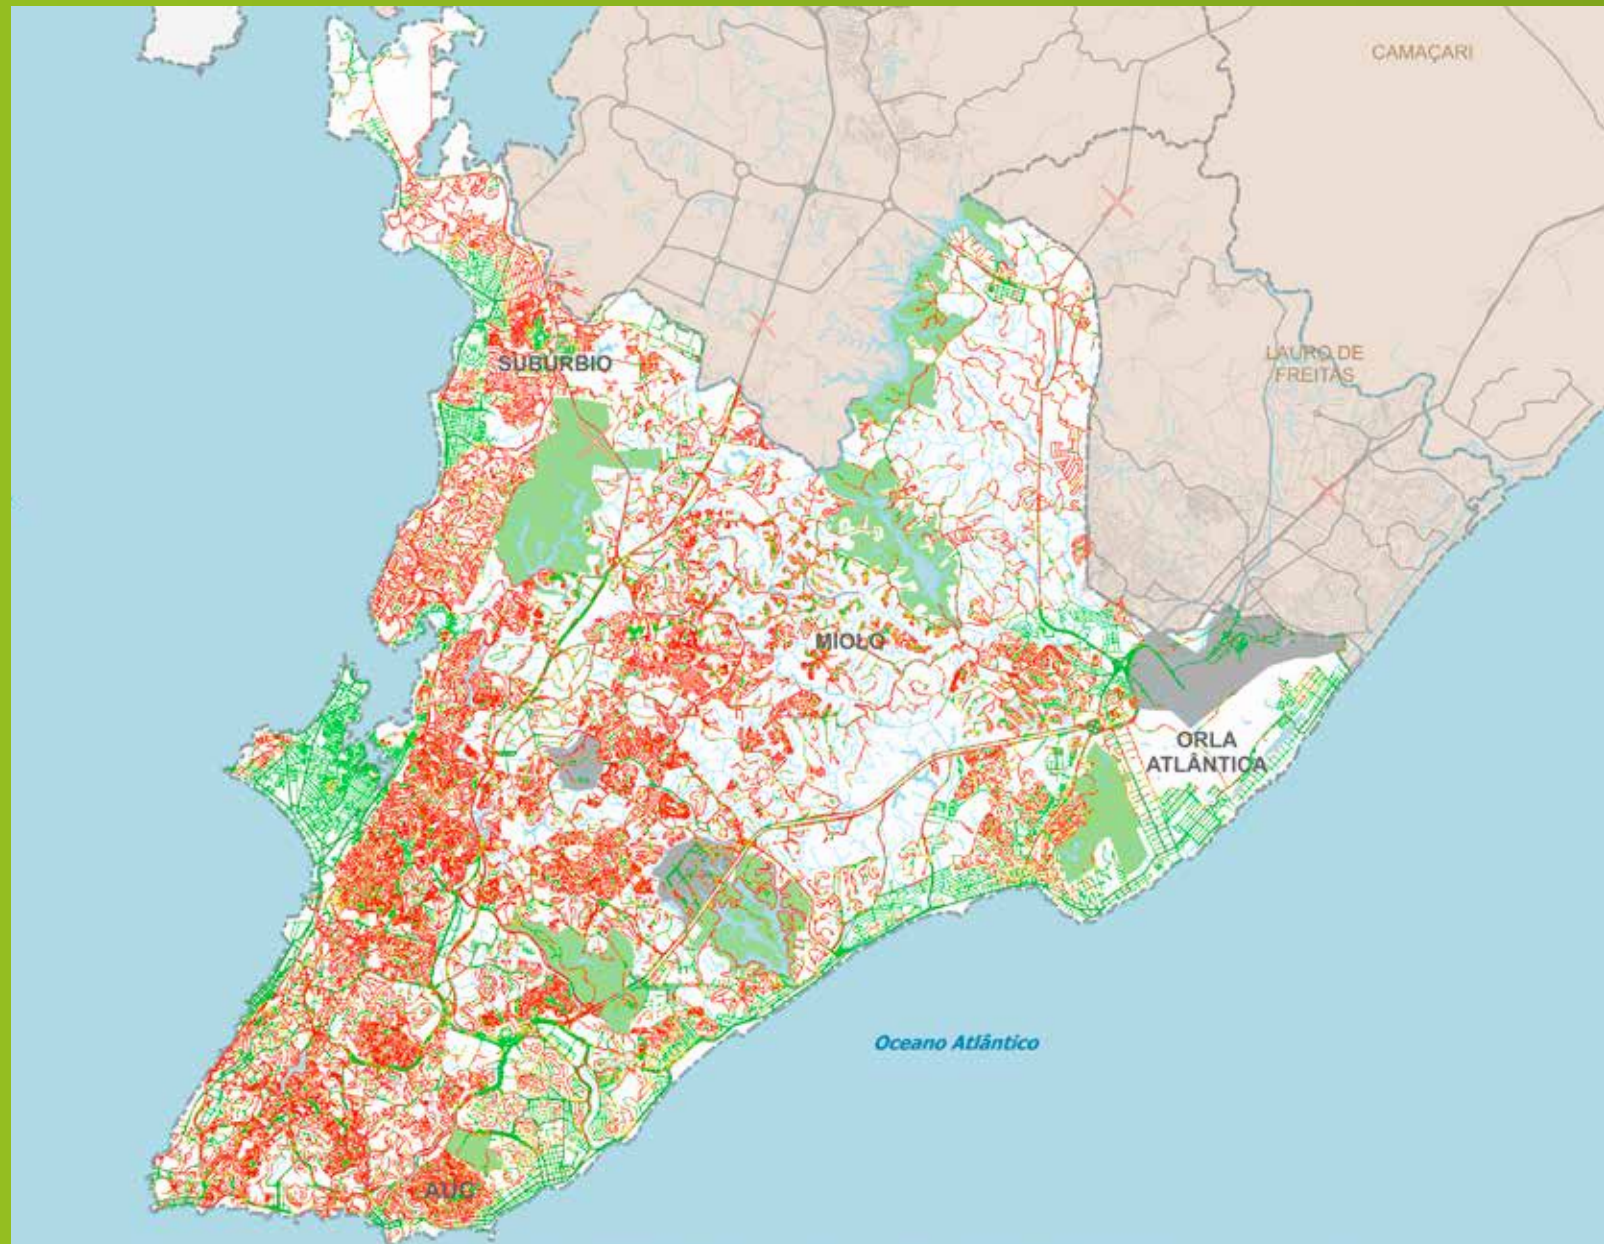 CAMAÇARI
LAURO DE
FREITAS
SUBÚRBIO
MIOLO
ORLA
ATLÂNTICA
Oceano Atlântico
AUC